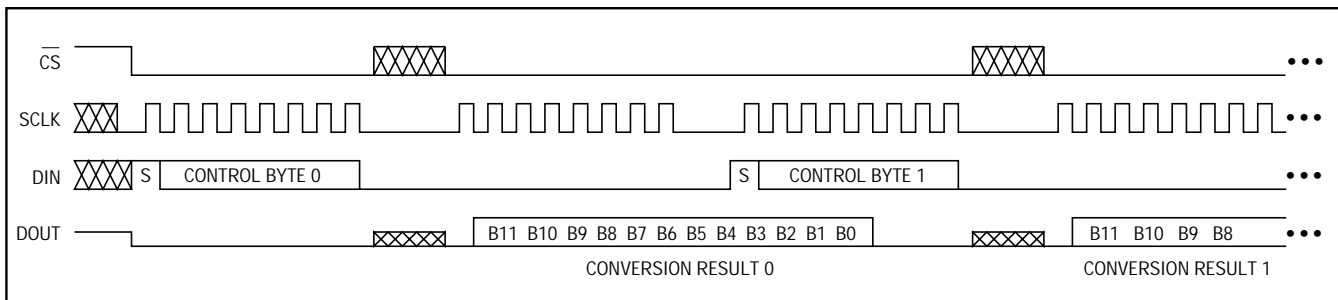 CS •••
SCLK •••
DIN S CONTROL BYTE 0 S CONTROL BYTE 1 •••
DOUT B11 B10 B9 B8 B7 B6 B5 B4 B3 B2 B1 B0 B11 B10 B9 B8 •••
CONVERSION RESULT 0 CONVERSION RESULT 1